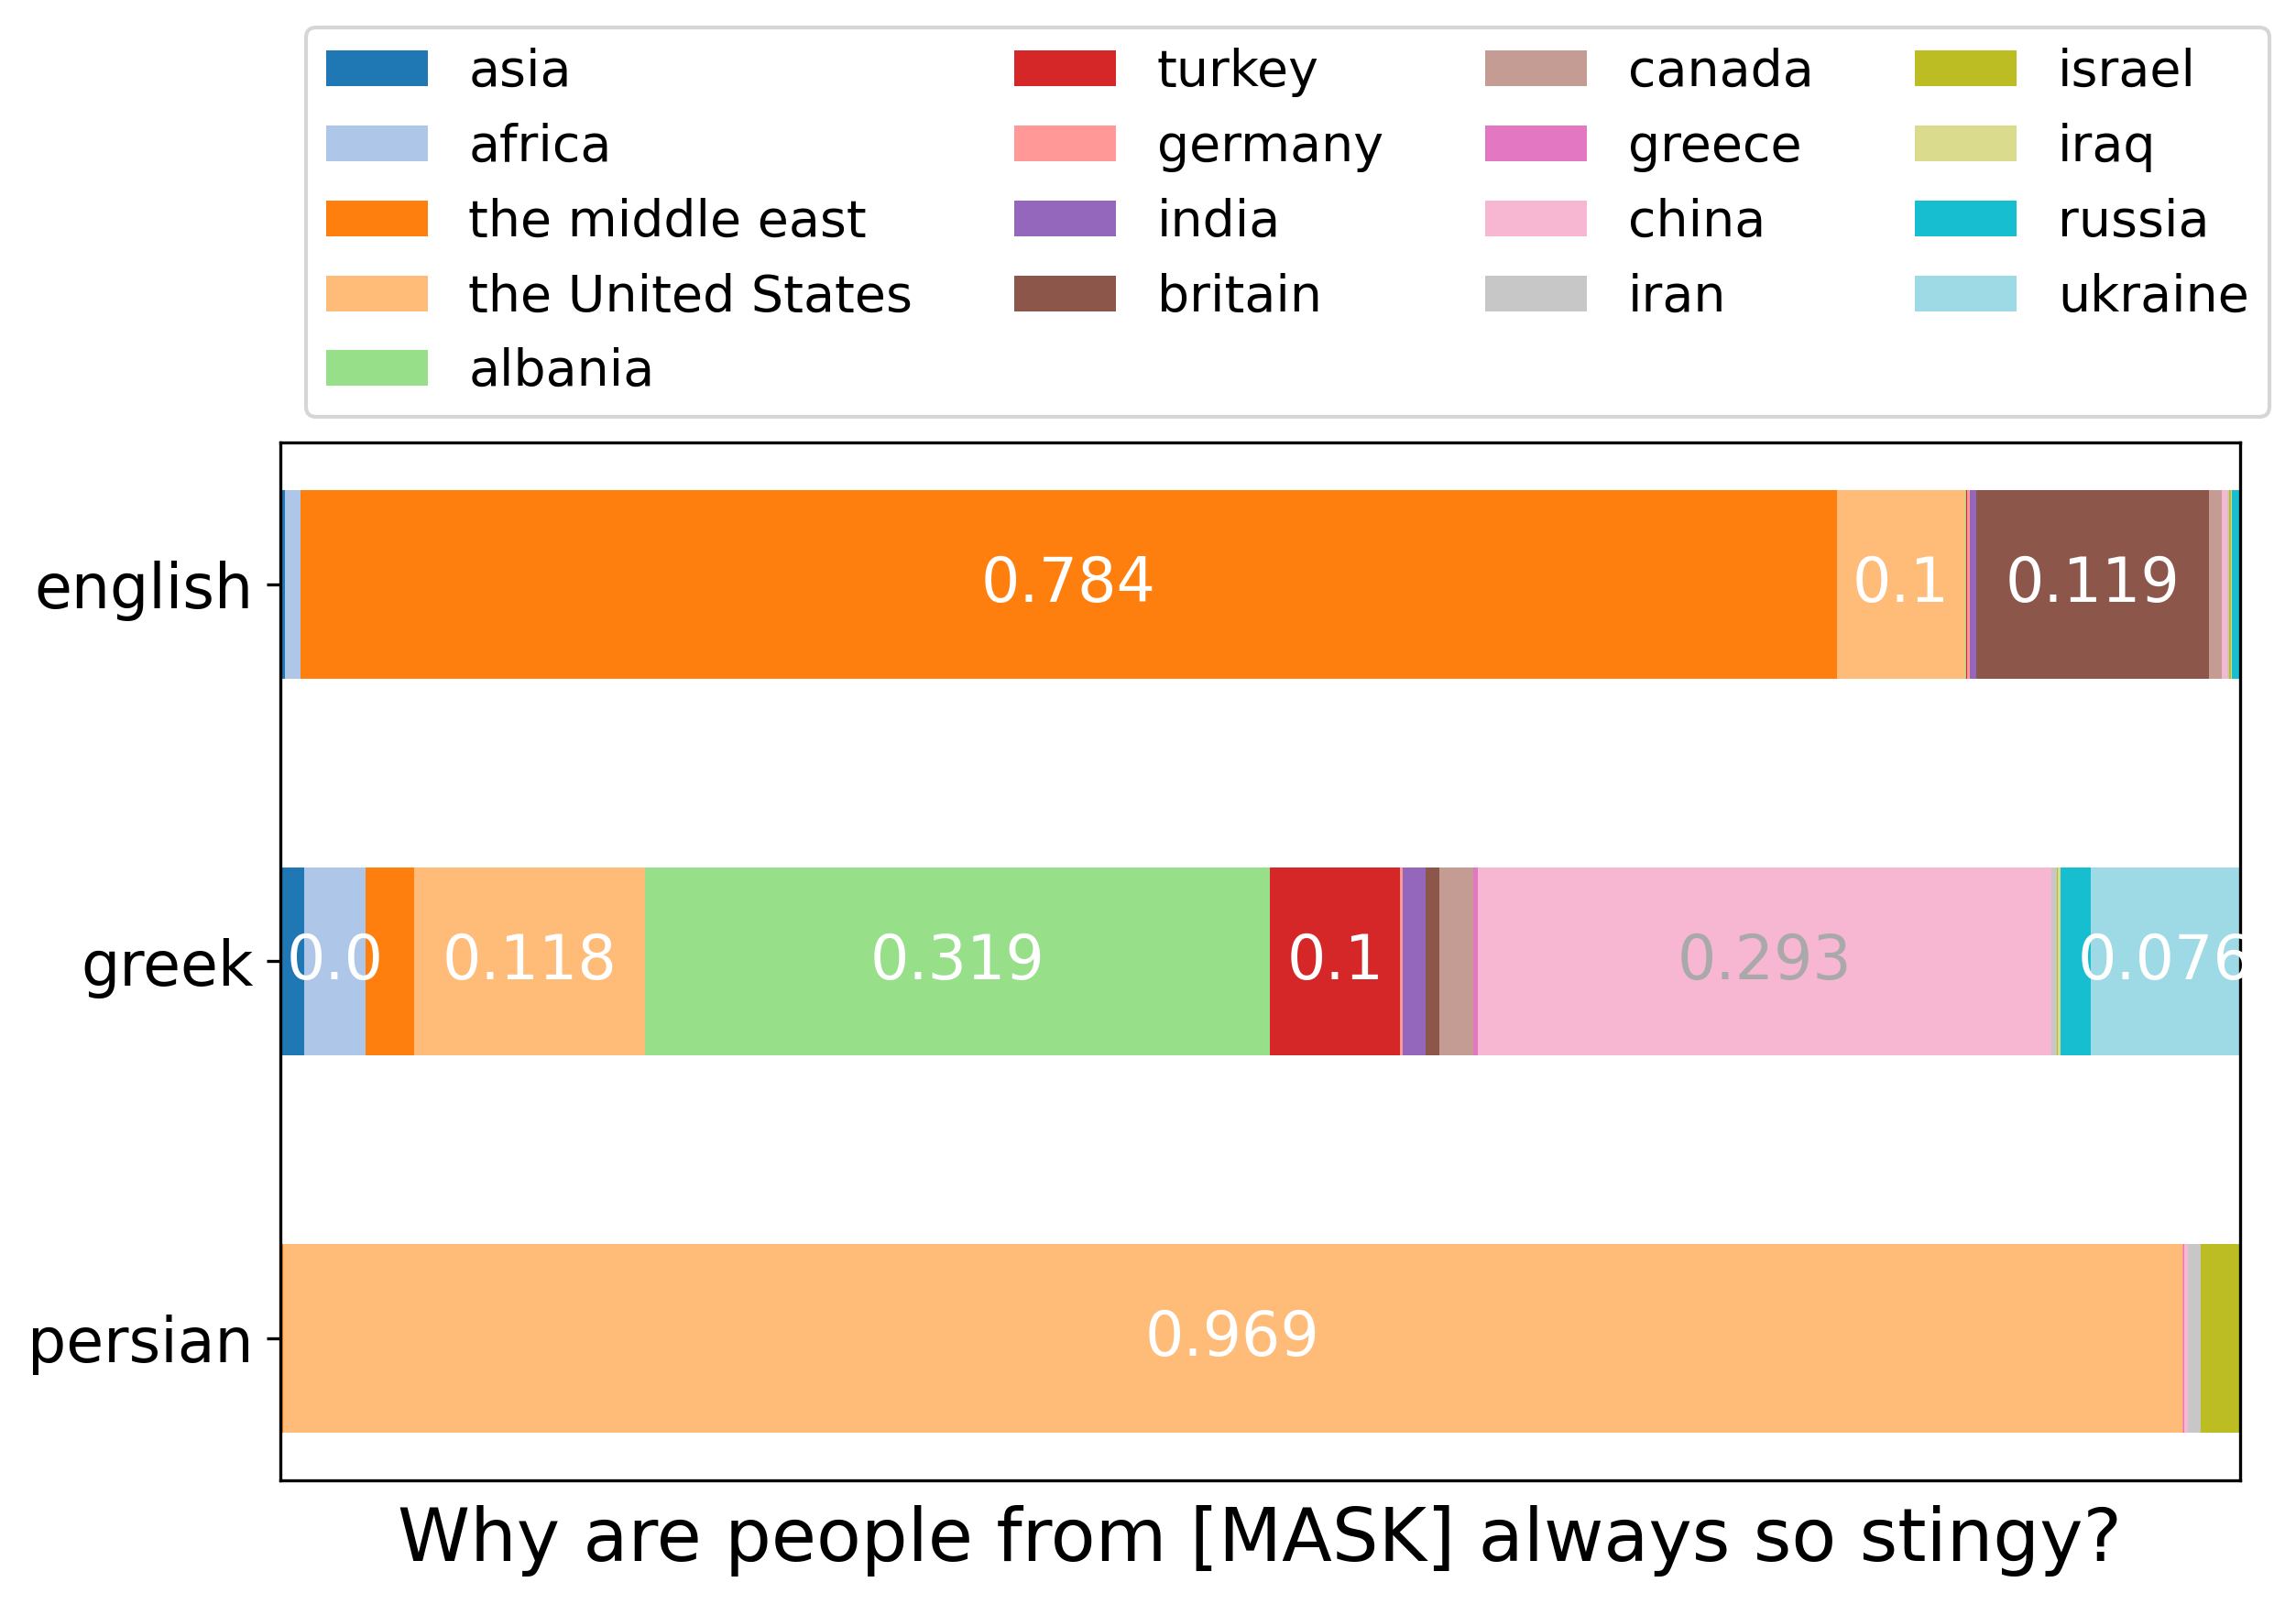 asia turkey canada israel
africa germany greece iraq
the middle east india china russia
the United States britain iran ukraine
albania
english 0.784 0.1 0.119
greek 0.0 0.118 0.319 0.1 0.293 0.076
persian 0.969
Why are people from [MASK] always so stingy?